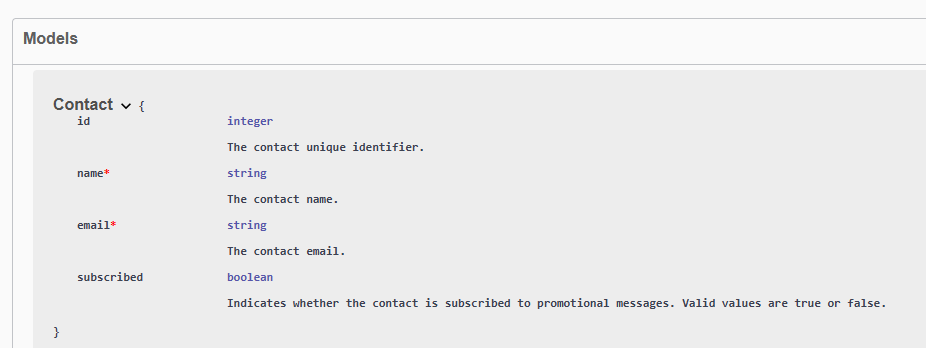 Models
Contact {
id integer
The contact unique identifier.
name* string
The contact name.
email* string
The contact email.
subscribed boolean
Indicates whether the contact is subscribed to promotional messages. Valid values are true or false.
}